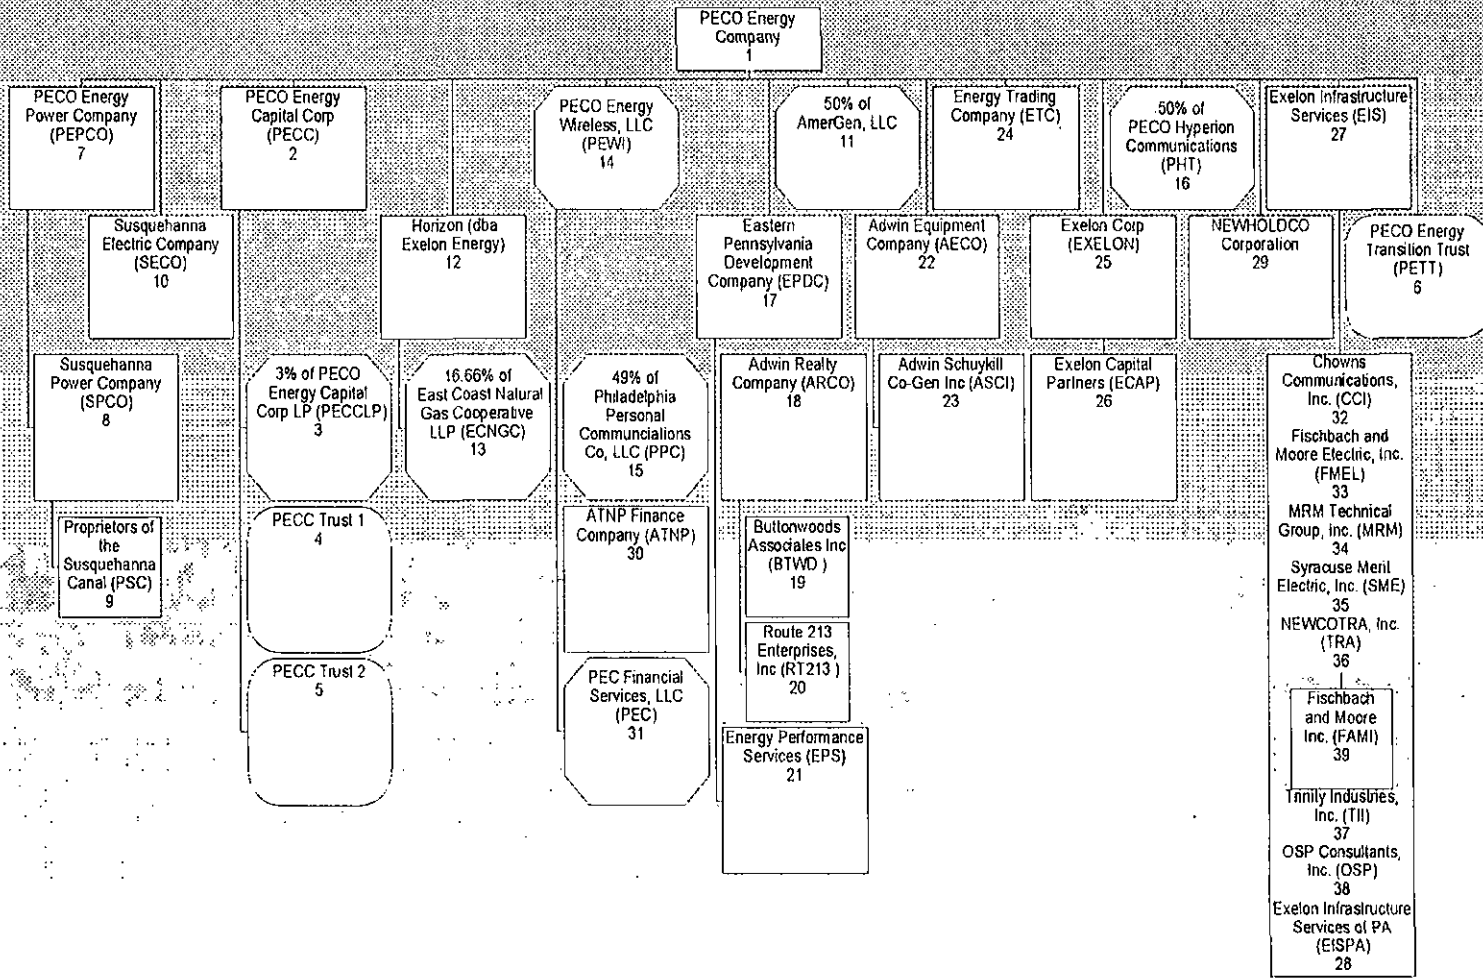 PECO Energy
Company
1
PECO Energy
Power Company
(PEPCO)
7
PECO Energy
Capital Corp
(PECC)
2
PECO Energy
Wireless, LLC
(PEWI)
14
50% of
AmerGen, LLC
11
Energy Trading
Company (ETC)
24
50% of
PECO Hyperion
Communications
(PHT)
16
Exelon Infrastructure
Services (EIS)
27
Susquehanna
Electric Company
(SECO)
10
Horizon (dba
Exelon Energy)
12
Eastern
Pennsylvania
Development
Company (EPDC)
17
Adwin Equipment
Company (AECO)
22
Exelon Corp
(EXELON)
25
NEWHOLDCO
Corporation
29
PECO Energy
Transition Trust
(PETT)
6
Susquehanna
Power Company
(SPCO)
8
3% of PECO
Energy Capital
Corp LP (PECCLP)
3
16.66% of
East Coast Natural
Gas Cooperative
LLP (ECNGC)
13
49% of
Philadelphia
Personal
Communciations
Co, LLC (PPC)
15
Adwin Realty
Company (ARCO)
18
Adwin Schuykill
Co-Gen Inc (ASCI)
23
Exelon Capital
Partners (ECAP)
26
Chowns
Communications,
Inc. (CCI)
32
Fischbach and
Moore Electric, Inc.
(FMEL)
33
MRM Technical
Group, Inc. (MRM)
34
Syracuse Merit
Electric, Inc. (SME)
35
NEWCOTRA, Inc.
(TRA)
36
Fischbach
and Moore
Inc. (FAMI)
39
Trinity Industries,
Inc. (TII)
37
OSP Consultants,
Inc. (OSP)
38
Exelon Infrastructure
Services of PA
(EISPA)
28
Proprietors of
the
Susquehanna
Canal (PSC)
9
PECC Trust 1
4
ATNP Finance
Company (ATNP)
30
Buttonwoods
Associates Inc
(BTWD )
19
Route 213
Enterprises,
Inc (RT213 )
20
PECC Trust 2
5
PEC Financial
Services, LLC
(PEC)
31
Energy Performance
Services (EPS)
21